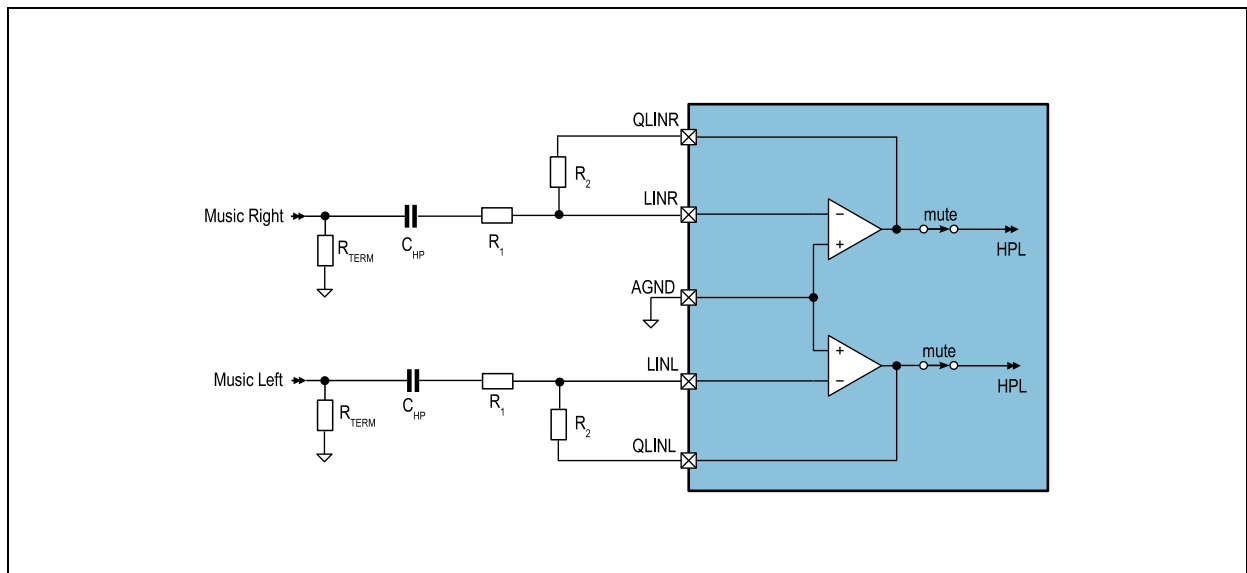 QLINR
R2
LINR
Music Right
mute
RTERM
CHP
R1
HPL
AGND
LINL
mute
Music Left
HPL
RTERM
CHP
R1
R2
QLINL